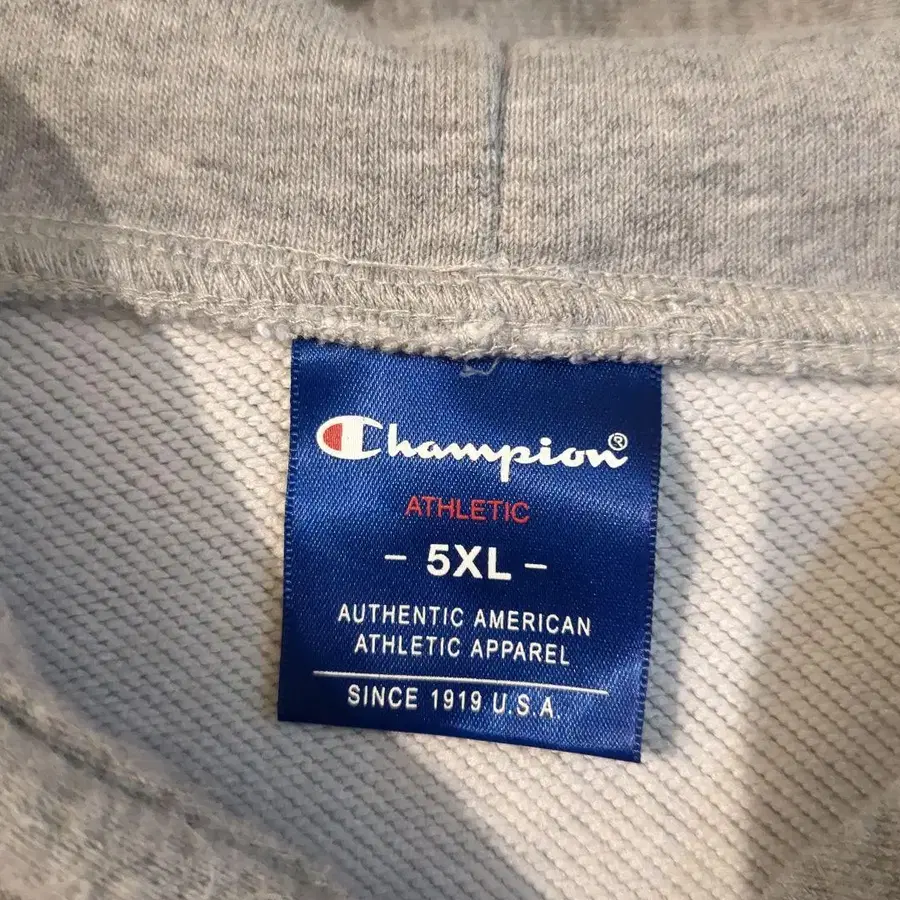 Champion®
ATHLETIC
- 5XL -
AUTHENTIC AMERICAN
ATHLETIC APPAREL
SINCE 1919 U.S.A.